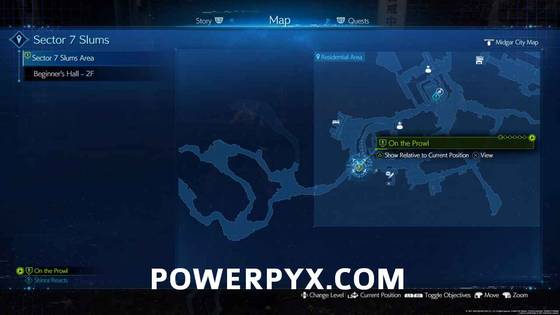 Story
Map
Quests
Sector 7 Slums
Midgar City Map
Sector 7 Slums Area
Beginner's Hall - 2F
Residential Area
On the Prowl
Show Relative to Current Position
View
On the Prowl
Shinra Reacts
POWERPYX.COM
Change Level
Current Position
Toggle Objectives
Move
Zoom